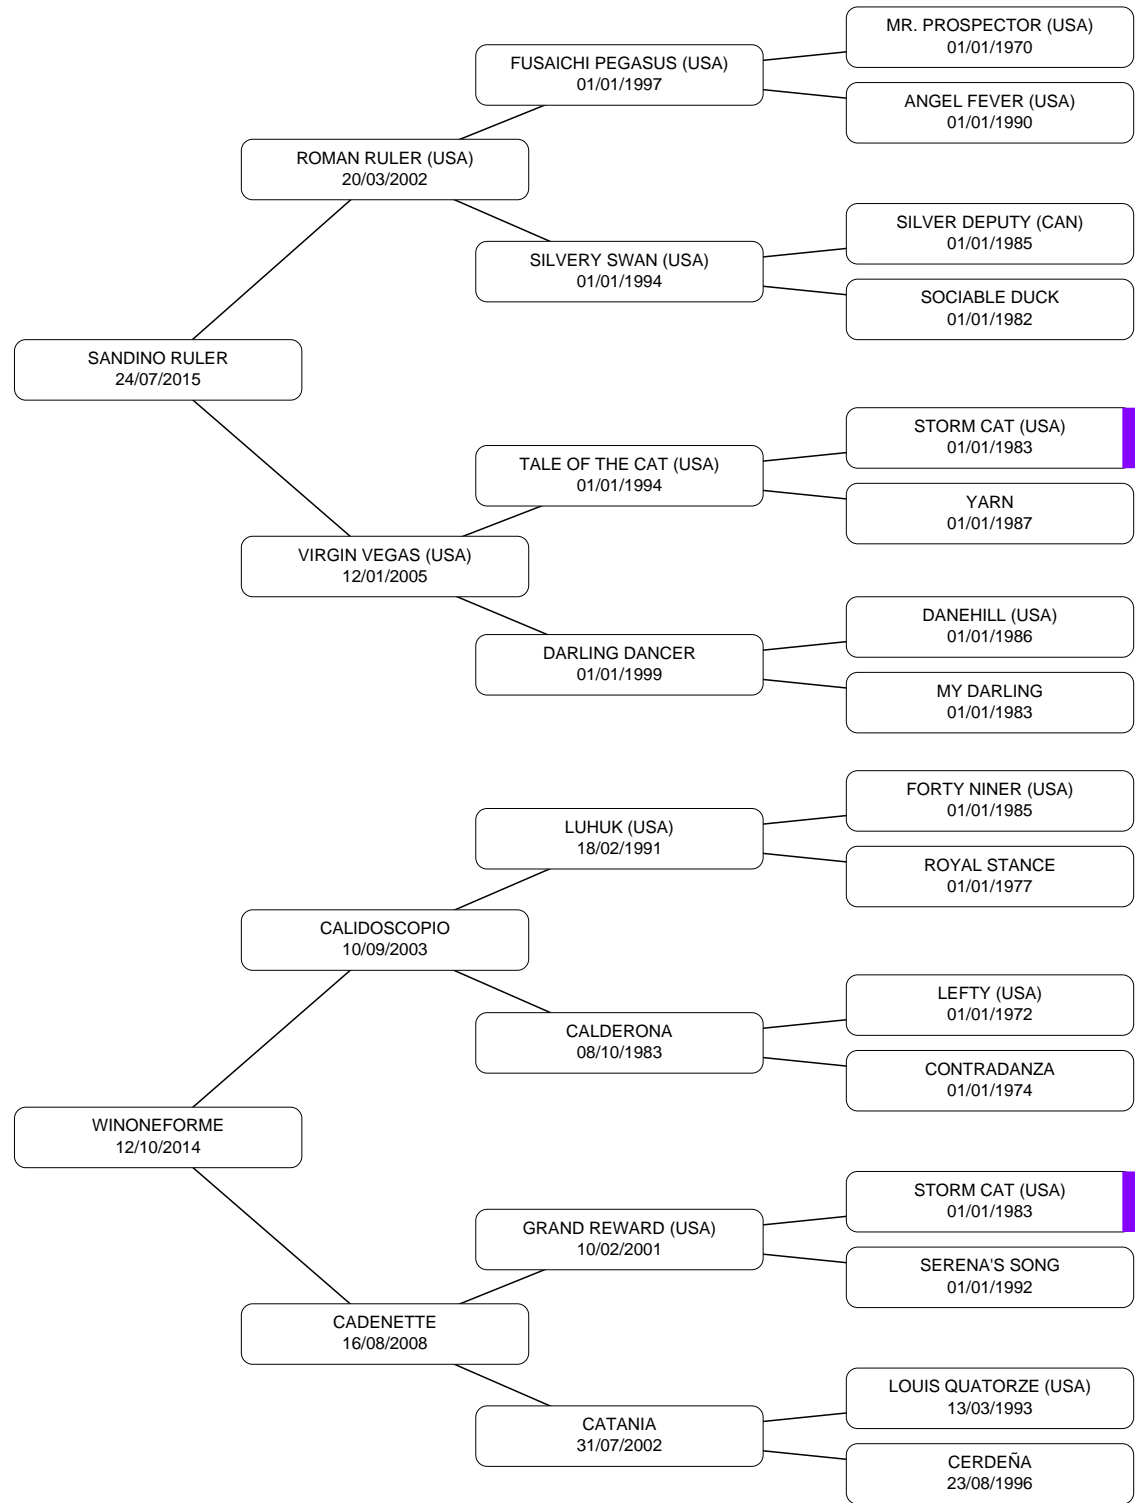 MR. PROSPECTOR (USA)
01/01/1970
FUSAICHI PEGASUS (USA)
01/01/1997
ANGEL FEVER (USA)
01/01/1990
ROMAN RULER (USA)
20/03/2002
SILVER DEPUTY (CAN)
01/01/1985
SILVERY SWAN (USA)
01/01/1994
SOCIABLE DUCK
01/01/1982
SANDINO RULER
24/07/2015
STORM CAT (USA)
01/01/1983
TALE OF THE CAT (USA)
01/01/1994
YARN
01/01/1987
VIRGIN VEGAS (USA)
12/01/2005
DANEHILL (USA)
01/01/1986
DARLING DANCER
01/01/1999
MY DARLING
01/01/1983
FORTY NINER (USA)
01/01/1985
LUHUK (USA)
18/02/1991
ROYAL STANCE
01/01/1977
CALIDOSCOPIO
10/09/2003
LEFTY (USA)
01/01/1972
CALDERONA
08/10/1983
CONTRADANZA
01/01/1974
WINONEFORME
12/10/2014
STORM CAT (USA)
01/01/1983
GRAND REWARD (USA)
10/02/2001
SERENA'S SONG
01/01/1992
CADENETTE
16/08/2008
LOUIS QUATORZE (USA)
13/03/1993
CATANIA
31/07/2002
CERDEÑA
23/08/1996